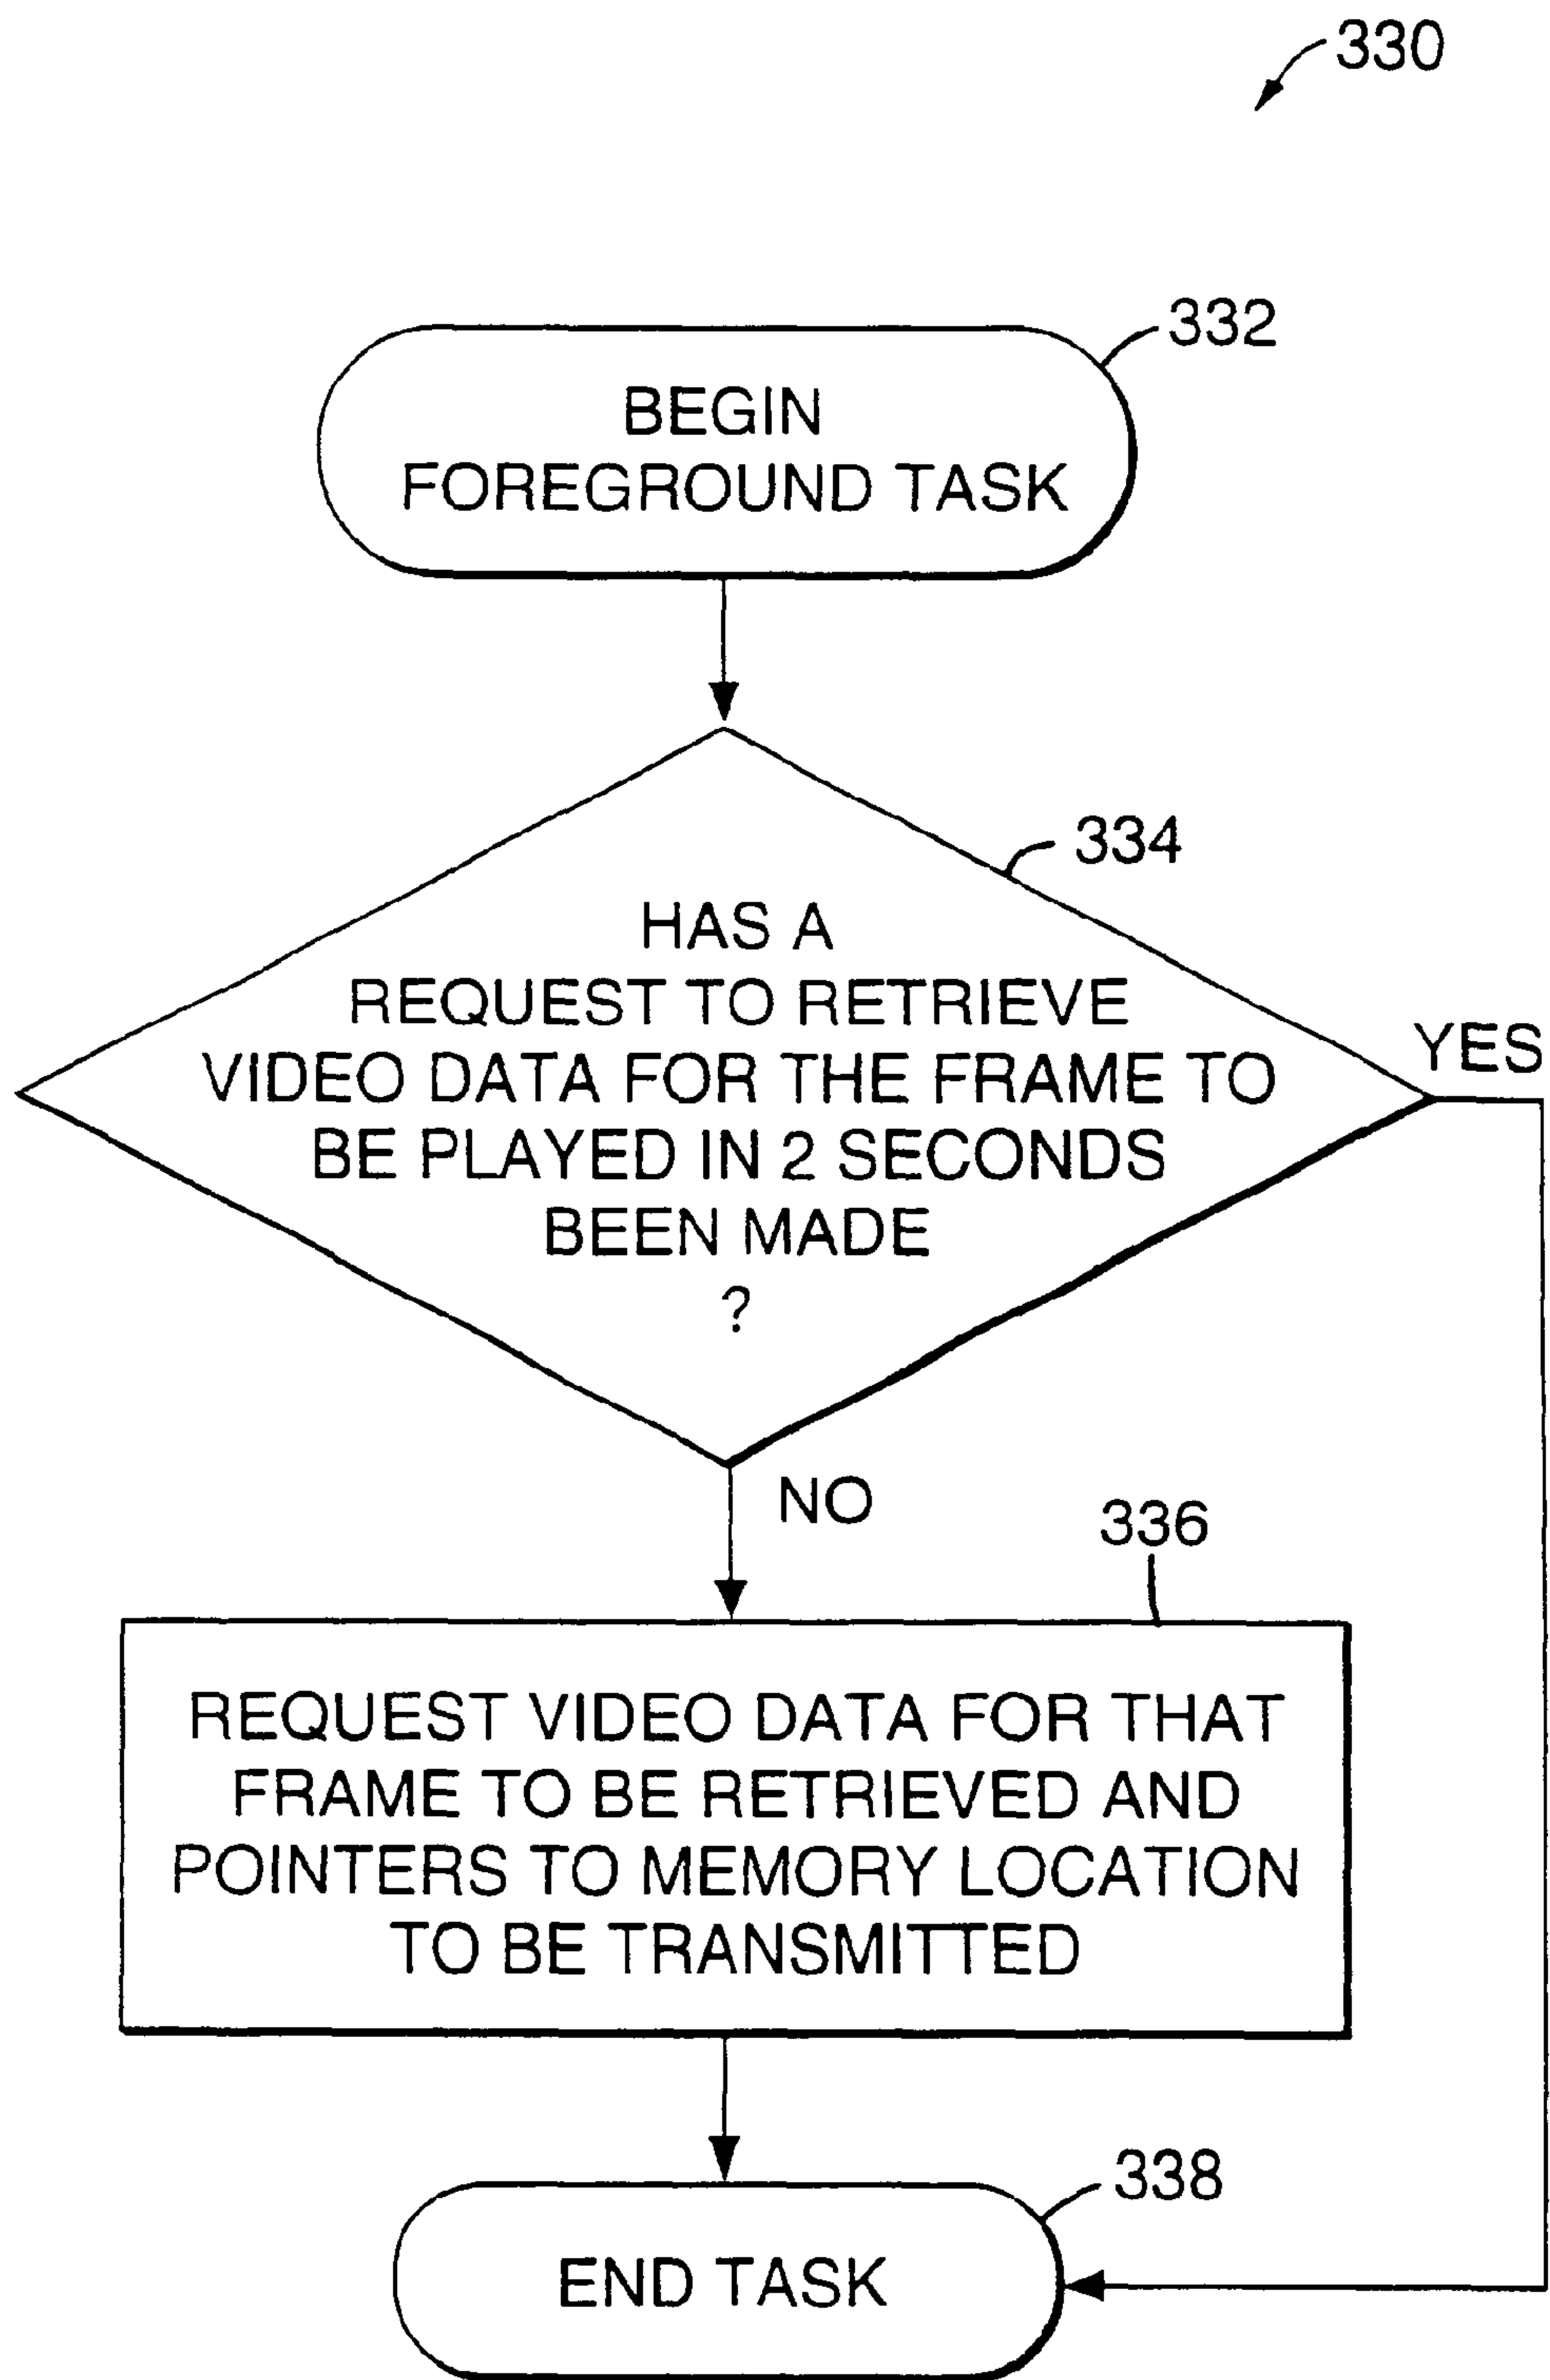 330
332
BEGIN
FOREGROUND TASK
334
HAS A
REQUEST TO RETRIEVE
VIDEO DATA FOR THE FRAME TO
BE PLAYED IN 2 SECONDS
BEEN MADE
?
YES
NO
336
REQUEST VIDEO DATA FOR THAT
FRAME TO BE RETRIEVED AND
POINTERS TO MEMORY LOCATION
TO BE TRANSMITTED
338
END TASK